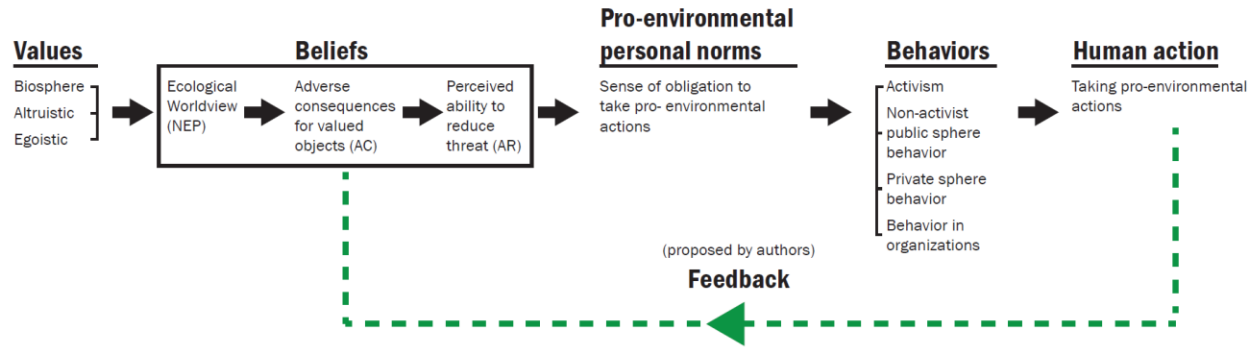 Values
Biosphere
Altruistic
Egoistic
Beliefs
Ecological
Worldview
(NEP)
Adverse
consequences
for valued
objects (AC)
Perceived
ability to
reduce
threat (AR)
Pro-environmental
personal norms
Sense of obligation to
take pro- environmental
actions
Behaviors
Activism
Non-activist
public sphere
behavior
Private sphere
behavior
Behavior in
organizations
Human action
Taking pro-environmental
actions
(proposed by authors)
Feedback